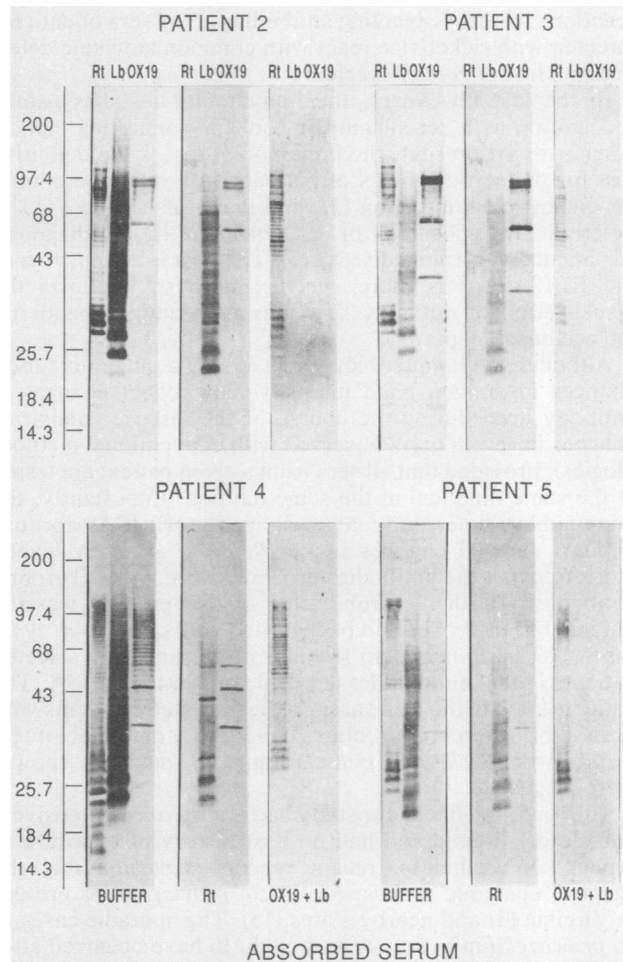 PATIENT 2 PATIENT 3
Rt Lb OX19 Rt Lb OX19 Rt Lb OX19 Rt Lb OX19 Rt Lb OX19 Rt Lb OX19
200
97.4
68
43
25.7
18.4
14.3
PATIENT 4 PATIENT 5
200
97.4
68
43
25.7
18.4
14.3
BUFFER Rt OX19 + Lb BUFFER Rt OX19 + Lb
ABSORBED SERUM